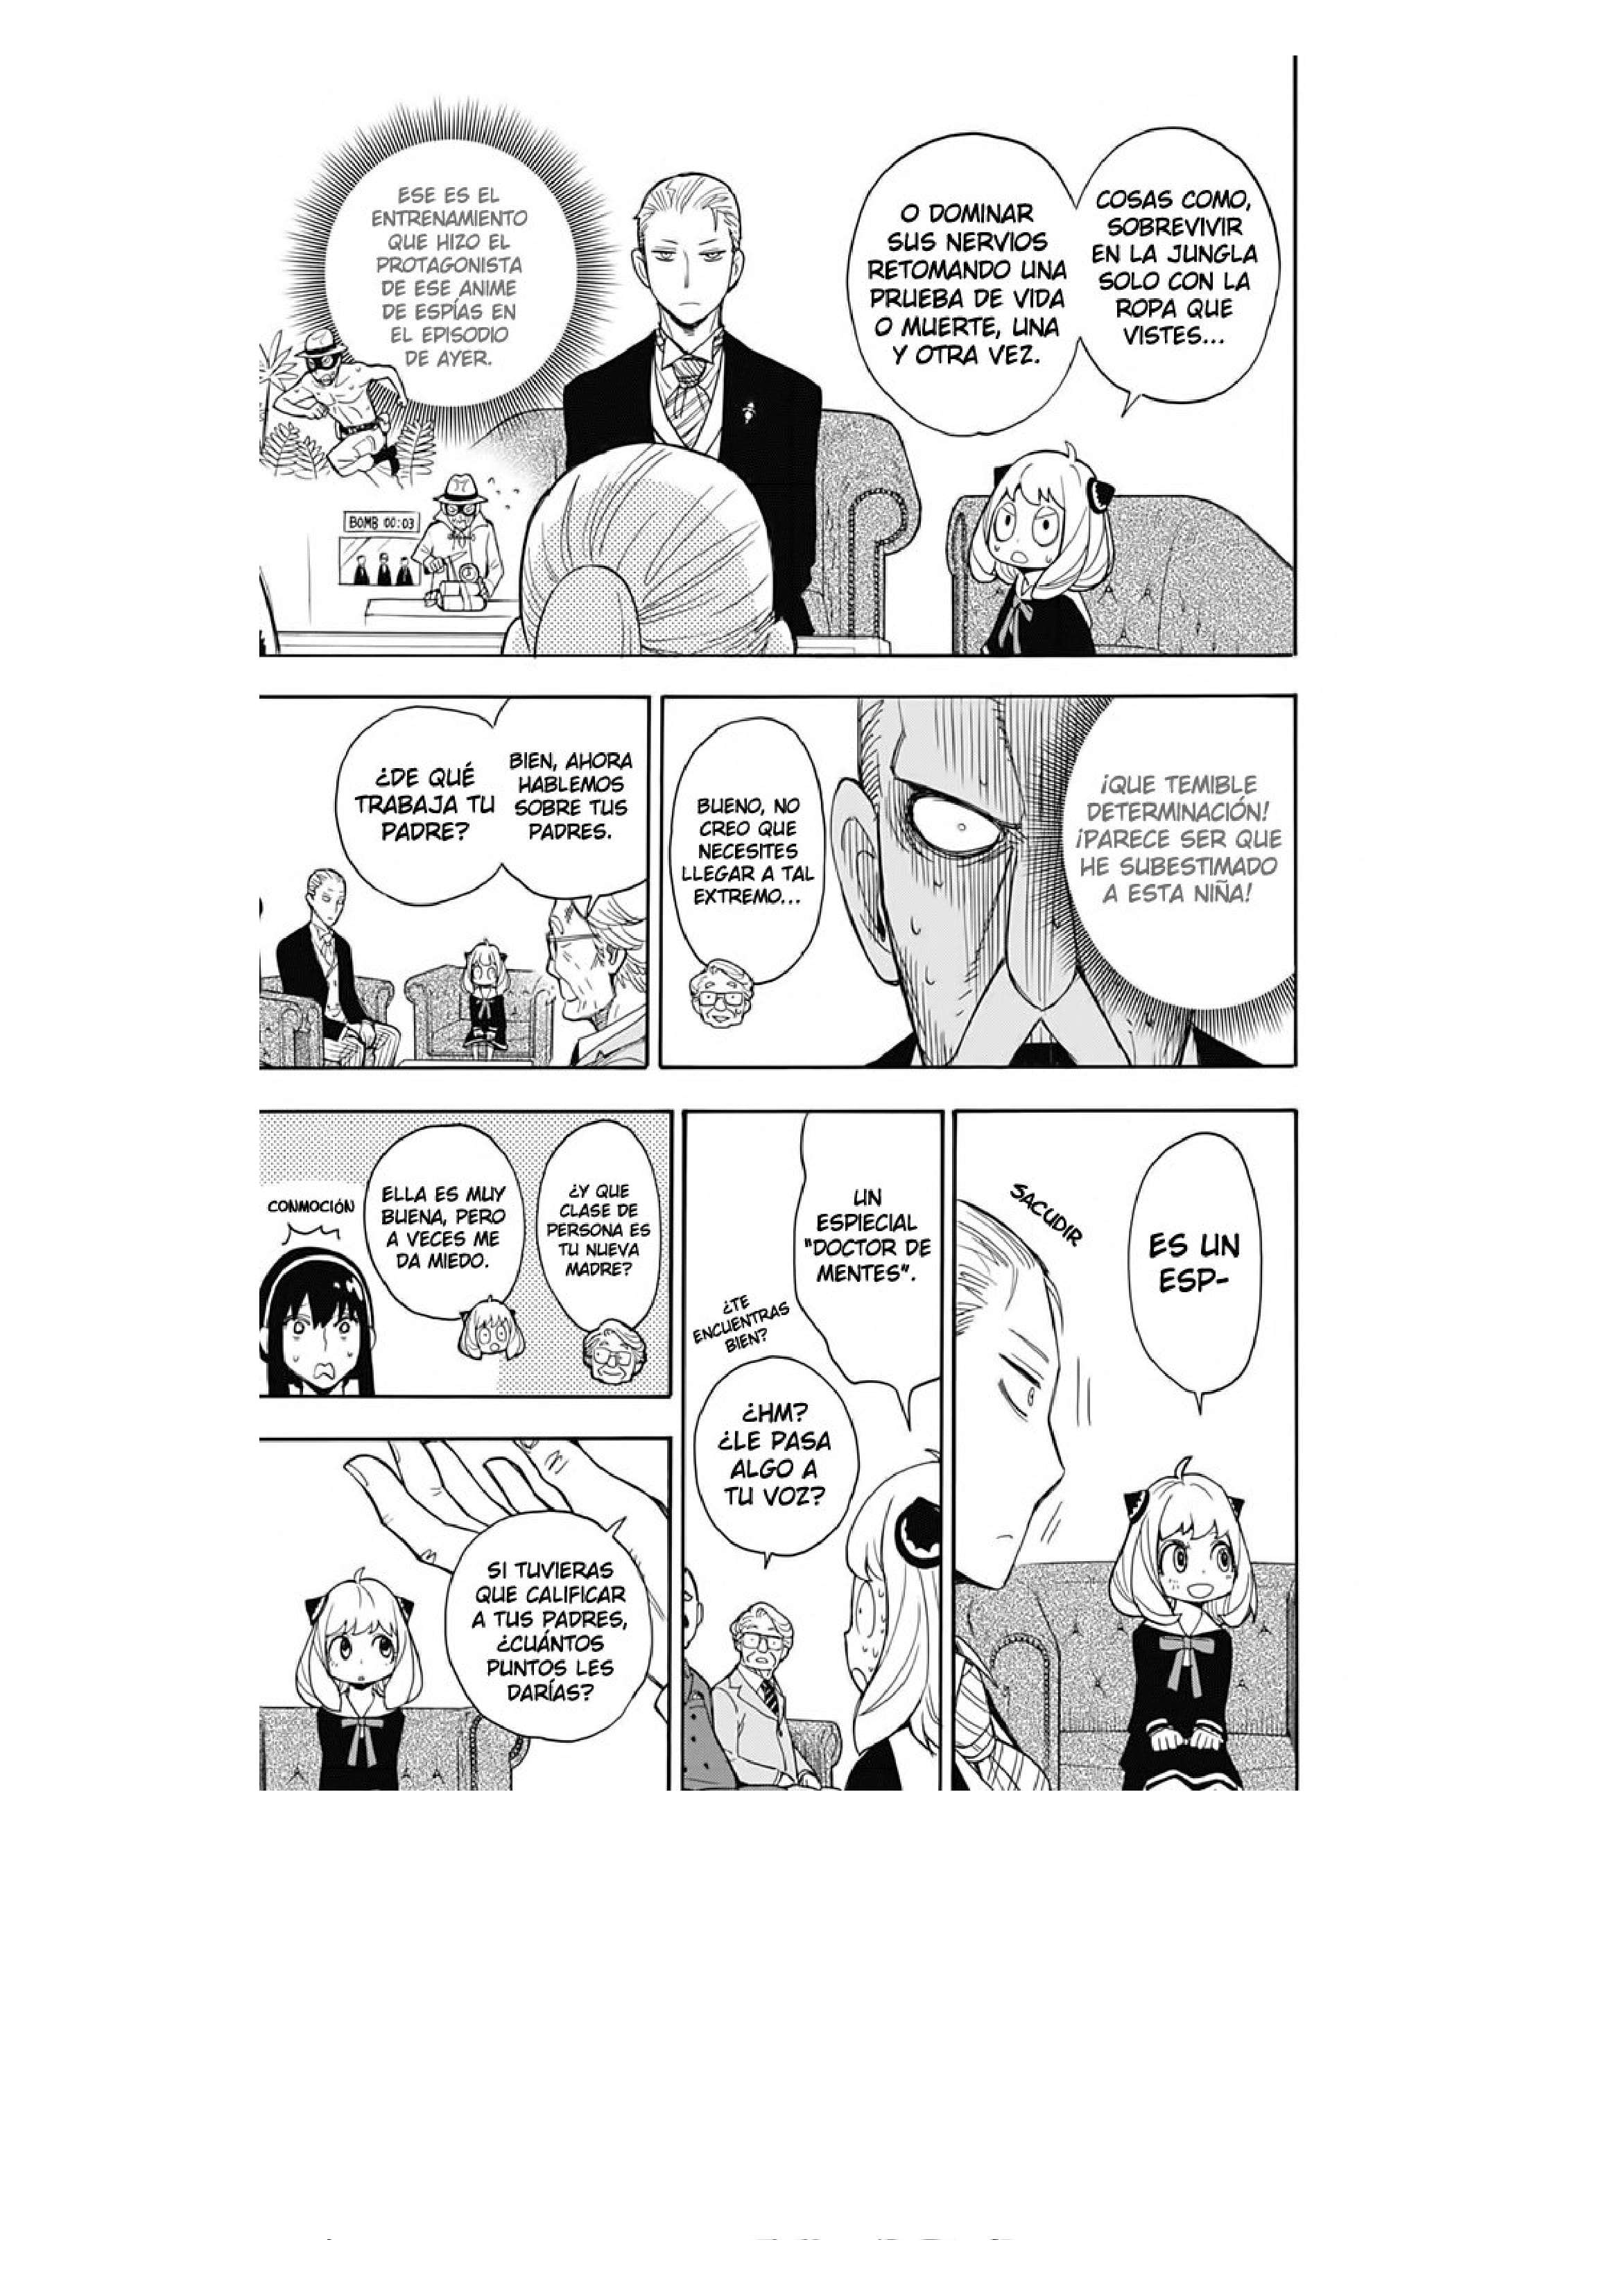 COSAS COMO,
SOBREVIVIR
EN LA JUNGLA
SOLO CON LA
ROPA QUE
VISTES...
O DOMINAR
SUS NERVIOS
RETOMANDO UNA
PRUEBA DE VIDA
O MUERTE, UNA
Y OTRA VEZ.
ESE ES EL
ENTRENAMIENTO
QUE HIZO EL
PROTAGONISTA
DE ESE ANIME
DE ESPÍAS EN
EL EPISODIO
DE AYER.
BOMB 00:03
¡QUE TEMIBLE
DETERMINACIÓN!
¡PARECE SER QUE
HE SUBESTIMADO
A ESTA NIÑA!
BUENO, NO
CREO QUE
NECESITES
LLEGAR A TAL
EXTREMO...
BIEN, AHORA
HABLEMOS
SOBRE TUS
PADRES.
¿DE QUÉ
TRABAJA TU
PADRE?
ES UN
ESP-
SACUDIR
UN
ESPIECIAL
"DOCTOR DE
MENTES".
¿TE
ENCUENTRAS
BIEN?
¿HM?
¿LE PASA
ALGO A
TU VOZ?
¿Y QUE
CLASE DE
PERSONA ES
TU NUEVA
MADRE?
ELLA ES MUY
BUENA, PERO
A VECES ME
DA MIEDO.
CONMOCIÓN
SI TUVIERAS
QUE CALIFICAR
A TUS PADRES,
¿CUÁNTOS
PUNTOS LES
DARÍAS?